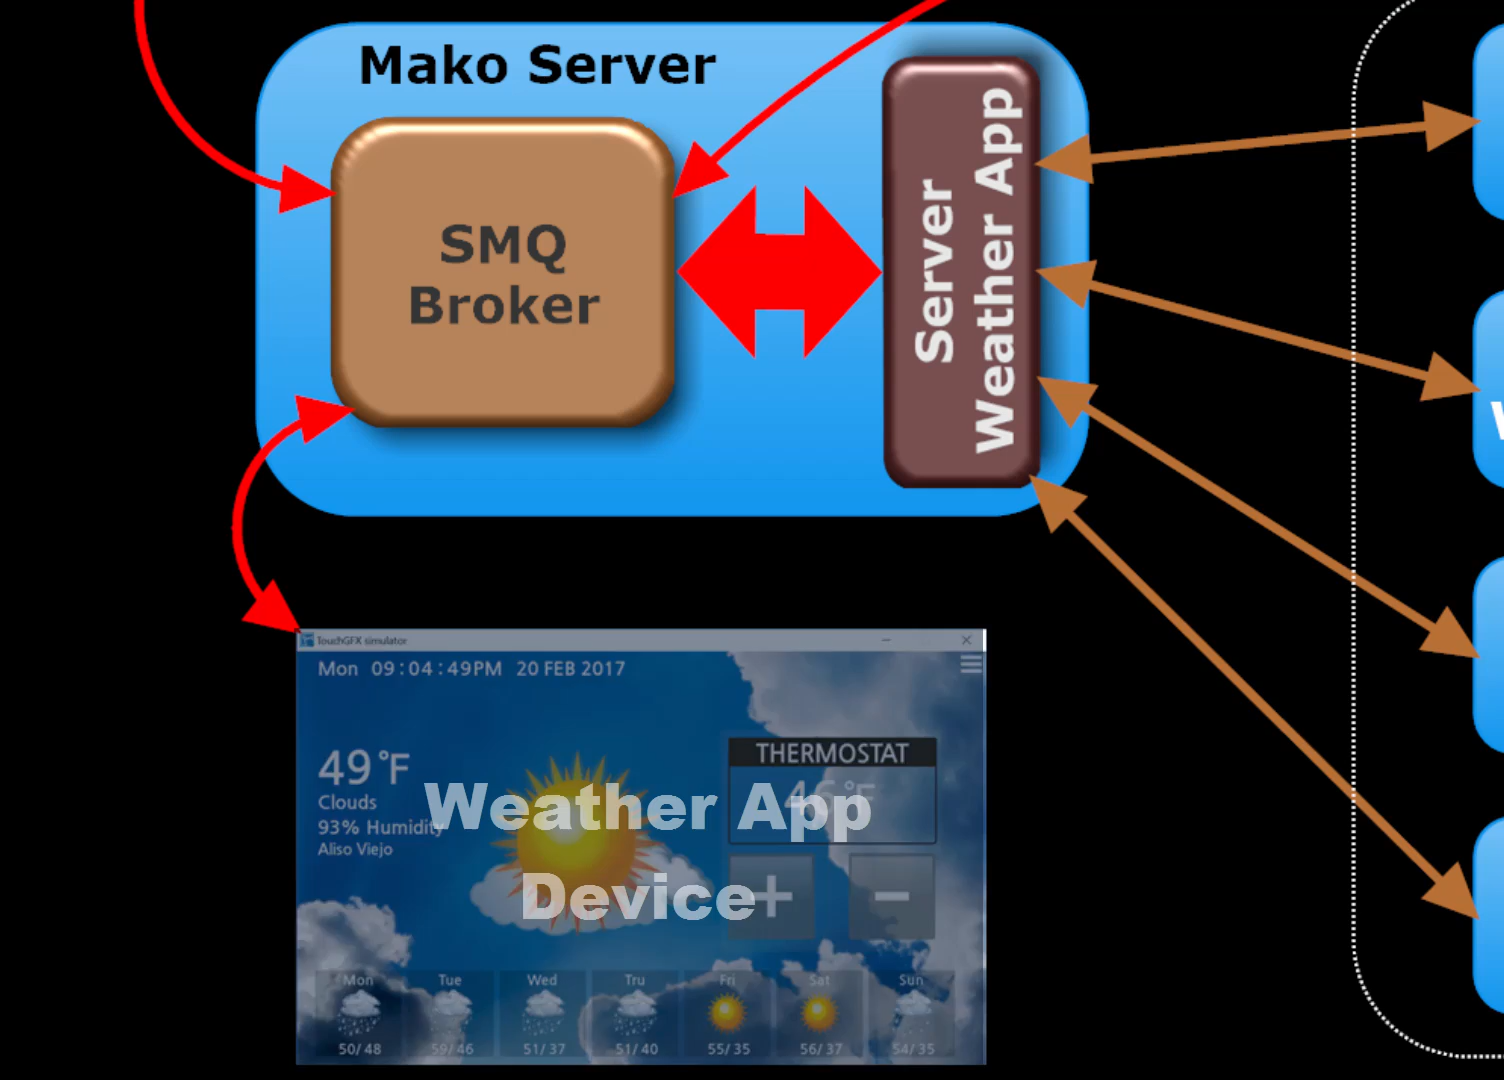 Mako Server
SMQ
Broker
Server
Weather App
TouchGFX simulator
Mon 09:04:49PM 20 FEB 2017
49°F
Clouds
93% Humidity
Aliso Viejo
THERMOSTAT
46°F
Weather App
Device
+ −
Mon Tue Wed Tru Fri Sat Sun
50/48 59/46 51/37 51/40 55/35 56/37 54/35